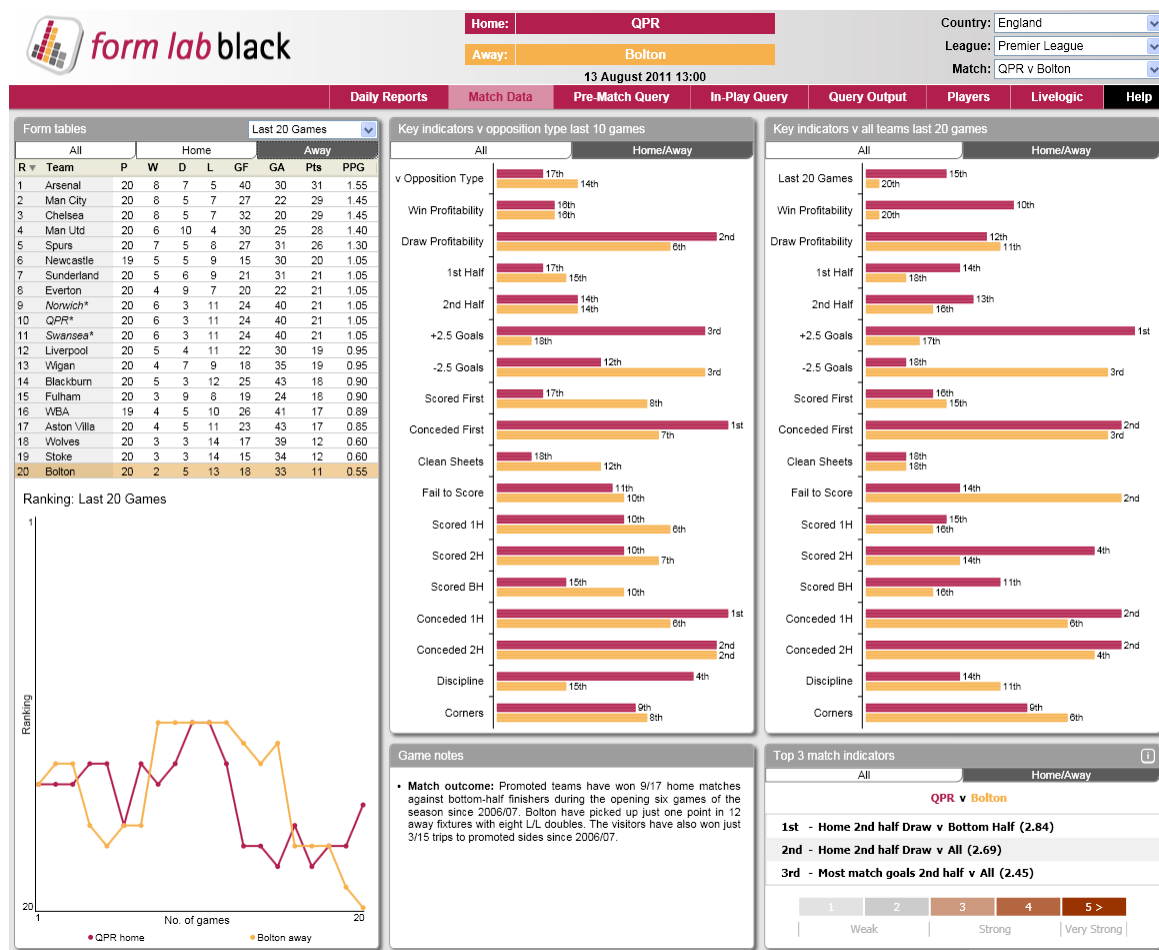 form lab black
Home: QPR
Away: Bolton
13 August 2011 13:00
Country: England
League: Premier League
Match: QPR v Bolton
Daily Reports Match Data Pre-Match Query In-Play Query Query Output Players Livelogic Help
Form tables Last 20 Games
All Home Away
R Team P W D L GF GA Pts PPG
1 Arsenal 20 8 7 5 40 30 31 1.55
2 Man City 20 8 5 7 27 22 29 1.45
3 Chelsea 20 8 5 7 32 20 29 1.45
4 Man Utd 20 6 10 4 30 25 28 1.40
5 Spurs 20 7 5 8 27 31 26 1.30
6 Newcastle 19 5 5 9 15 30 20 1.05
7 Sunderland 20 5 6 9 21 31 21 1.05
8 Everton 20 4 9 7 20 22 21 1.05
9 Norwich* 20 6 3 11 24 40 21 1.05
10 QPR* 20 6 3 11 24 40 21 1.05
11 Swansea* 20 6 3 11 24 40 21 1.05
12 Liverpool 20 5 4 11 22 30 19 0.95
13 Wigan 20 4 7 9 18 35 19 0.95
14 Blackburn 20 5 3 12 25 43 18 0.90
15 Fulham 20 3 9 8 19 24 18 0.90
16 WBA 19 4 5 10 26 41 17 0.89
17 Aston Villa 20 4 5 11 23 43 17 0.85
18 Wolves 20 3 3 14 17 39 12 0.60
19 Stoke 20 3 3 14 15 34 12 0.60
20 Bolton 20 2 5 13 18 33 11 0.55
Ranking: Last 20 Games
1
Ranking
20
1 No. of games 20
QPR home Bolton away
Key indicators v opposition type last 10 games
All Home/Away
v Opposition Type 17th 14th
Win Profitability 16th 16th
Draw Profitability 2nd 6th
1st Half 17th 15th
2nd Half 14th 14th
+2.5 Goals 3rd 18th
-2.5 Goals 12th 3rd
Scored First 17th 8th
Conceded First 1st 7th
Clean Sheets 18th 12th
Fail to Score 11th 10th
Scored 1H 10th 6th
Scored 2H 10th 7th
Scored BH 15th 10th
Conceded 1H 1st 6th
Conceded 2H 2nd 2nd
Discipline 4th 15th
Corners 9th 8th
Key indicators v all teams last 20 games
All Home/Away
Last 20 Games 15th 20th
Win Profitability 10th 20th
Draw Profitability 12th 11th
1st Half 14th 18th
2nd Half 13th 16th
+2.5 Goals 1st 17th
-2.5 Goals 18th 3rd
Scored First 16th 15th
Conceded First 2nd 3rd
Clean Sheets 18th 18th
Fail to Score 14th 2nd
Scored 1H 15th 16th
Scored 2H 4th 14th
Scored BH 11th 16th
Conceded 1H 2nd 6th
Conceded 2H 2nd 4th
Discipline 14th 11th
Corners 9th 6th
Game notes
• Match outcome: Promoted teams have won 9/17 home matches
against bottom-half finishers during the opening six games of the
season since 2006/07. Bolton have picked up just one point in 12
away fixtures with eight L/L doubles. The visitors have also won just
3/15 trips to promoted sides since 2006/07.
Top 3 match indicators i
All Home/Away
QPR v Bolton
1st - Home 2nd half Draw v Bottom Half (2.84)
2nd - Home 2nd half Draw v All (2.69)
3rd - Most match goals 2nd half v All (2.45)
1 2 3 4 5 >
Weak Strong Very Strong